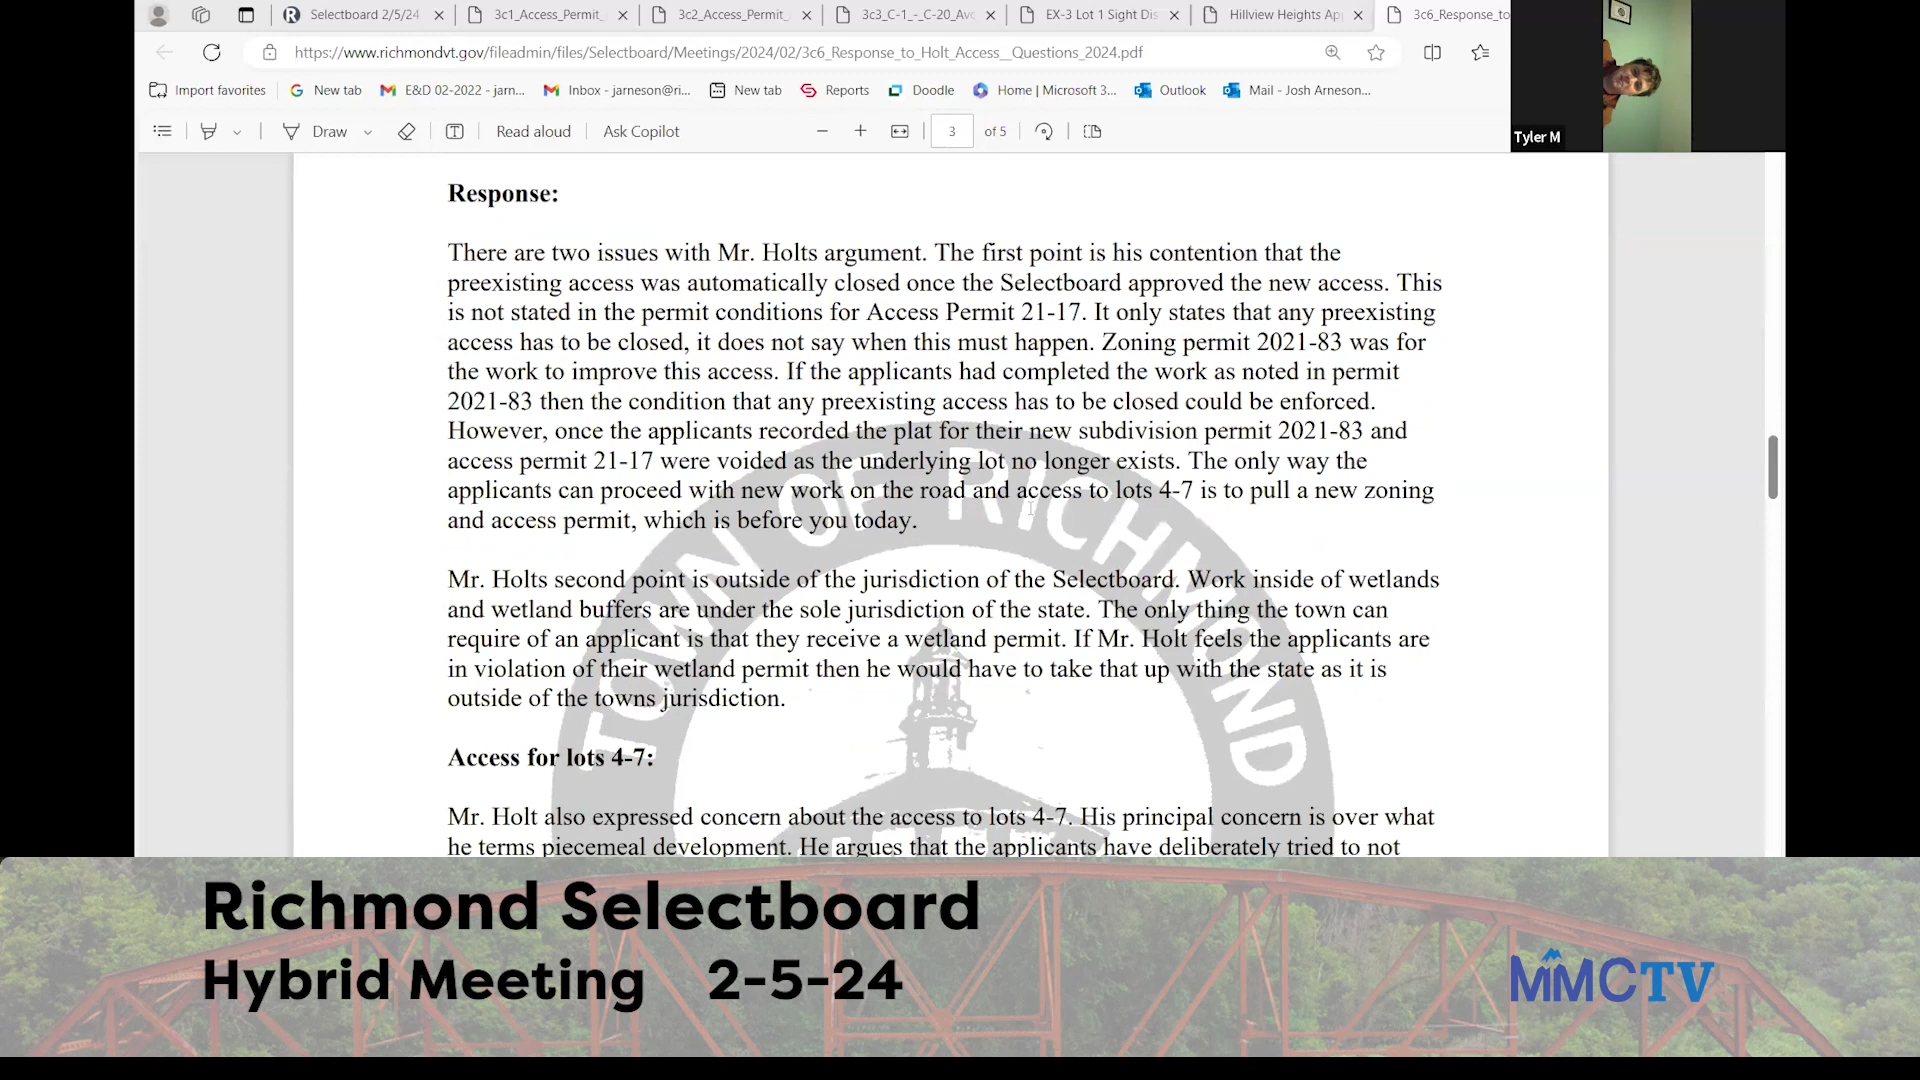 Selectboard 2/5/24
3c1_Access_Permit_
3c2_Access_Permit_
3c3_C-1_-_C-20_Avo
EX-3 Lot 1 Sight Dis
Hillview Heights Ap
3c6_Response_to
https://www.richmondvt.gov/fileadmin/files/Selectboard/Meetings/2024/02/3c6_Response_to_Holt_Access__Questions_2024.pdf
Import favorites
New tab
E&D 02-2022 - jarn...
Inbox - jarneson@ri...
New tab
Reports
Doodle
Home | Microsoft 3...
Outlook
Mail - Josh Arneson...
Draw
Read aloud
Ask Copilot
3 of 5
Tyler M
Response:
There are two issues with Mr. Holts argument. The first point is his contention that the
preexisting access was automatically closed once the Selectboard approved the new access. This
is not stated in the permit conditions for Access Permit 21-17. It only states that any preexisting
access has to be closed, it does not say when this must happen. Zoning permit 2021-83 was for
the work to improve this access. If the applicants had completed the work as noted in permit
2021-83 then the condition that any preexisting access has to be closed could be enforced.
However, once the applicants recorded the plat for their new subdivision permit 2021-83 and
access permit 21-17 were voided as the underlying lot no longer exists. The only way the
applicants can proceed with new work on the road and access to lots 4-7 is to pull a new zoning
and access permit, which is before you today.
Mr. Holts second point is outside of the jurisdiction of the Selectboard. Work inside of wetlands
and wetland buffers are under the sole jurisdiction of the state. The only thing the town can
require of an applicant is that they receive a wetland permit. If Mr. Holt feels the applicants are
in violation of their wetland permit then he would have to take that up with the state as it is
outside of the towns jurisdiction.
Access for lots 4-7:
Mr. Holt also expressed concern about the access to lots 4-7. His principal concern is over what
he terms piecemeal development. He argues that the applicants have deliberately tried to not
TOWN OF RICHMOND
Richmond Selectboard
Hybrid Meeting 2-5-24
MMCTV